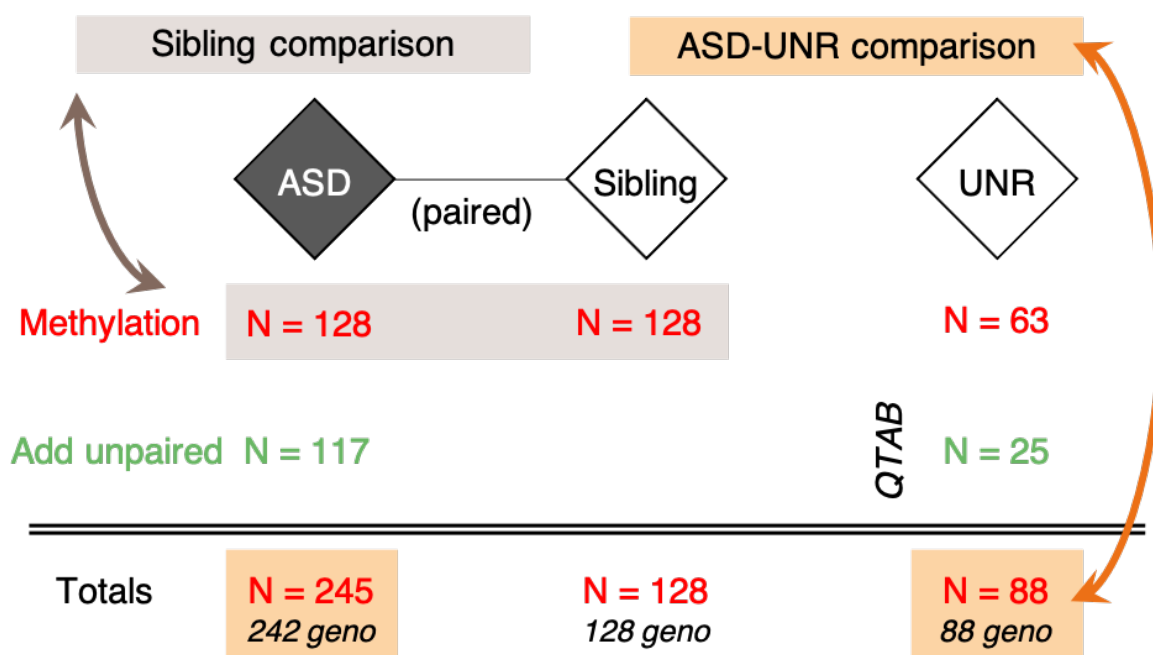 Sibling comparison
ASD-UNR comparison
ASD
Sibling
UNR
(paired)
Methylation N = 128 N = 128 N = 63
Add unpaired N = 117 QTAB N = 25
Totals N = 245 N = 128 N = 88
242 geno 128 geno 88 geno